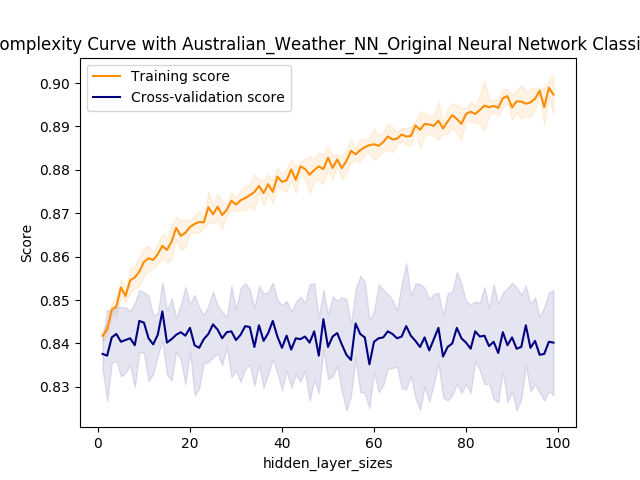 omplexity Curve with Australian_Weather_NN_Original Neural Network Classi
Training score
Cross-validation score
0.90
0.89
0.88
0.87
0.86
0.85
0.84
0.83
Score
0 20 40 60 80 100
hidden_layer_sizes